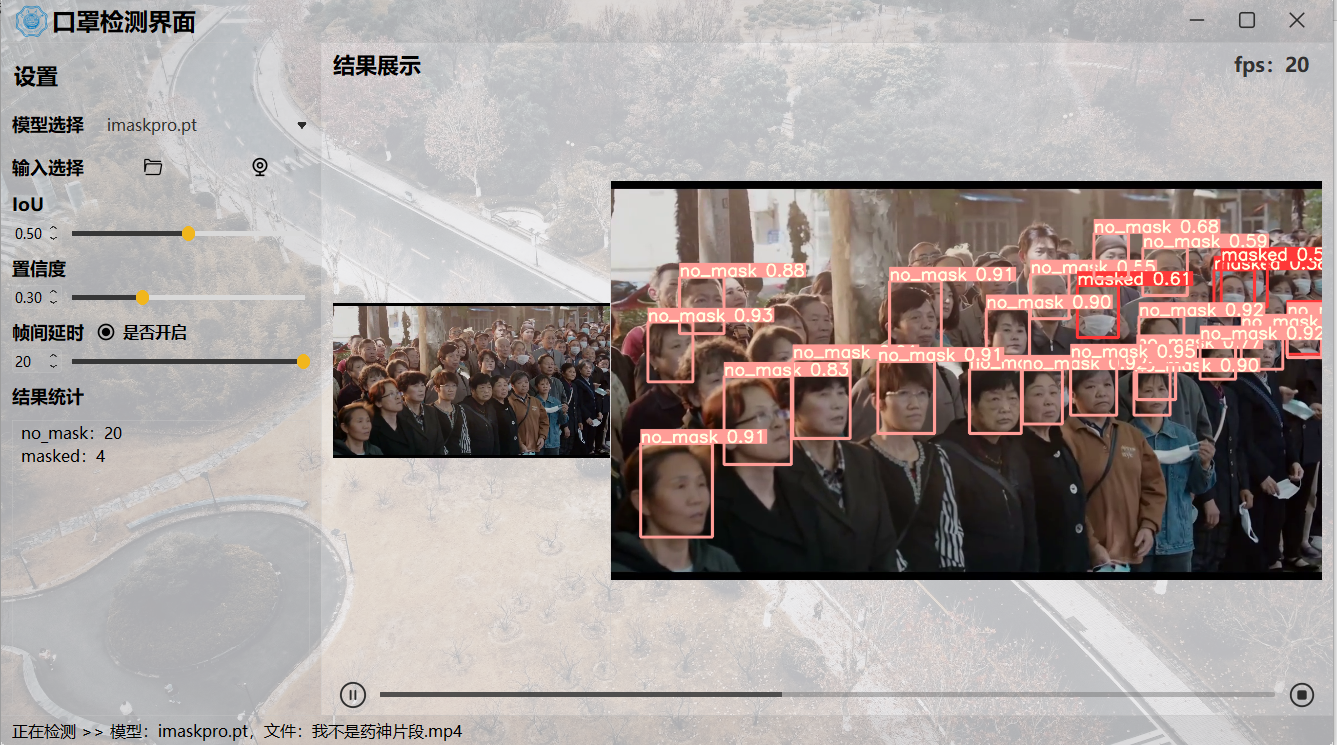 口罩检测界面
设置
模型选择 imaskpro.pt
输入选择
IoU
0.50
置信度
0.30
帧间延时 是否开启
20
结果统计
no_mask：20
masked：4
结果展示
fps：20
no_mask 0.68
no_mask 0.59
masked 0.5
no_mask 0.88
no_mask 0.91
no_mask 0.55
masked 0.61
no_mask 0.90
no_mask 0.93
no_mask 0.92
no_mask
no_mask 0.92
no_mask
no_mask 0.91
no_mask 0.95
no_mask 0.83
no_mask 0.90
no_mask 0.91
正在检测 >> 模型：imaskpro.pt，文件：我不是药神片段.mp4